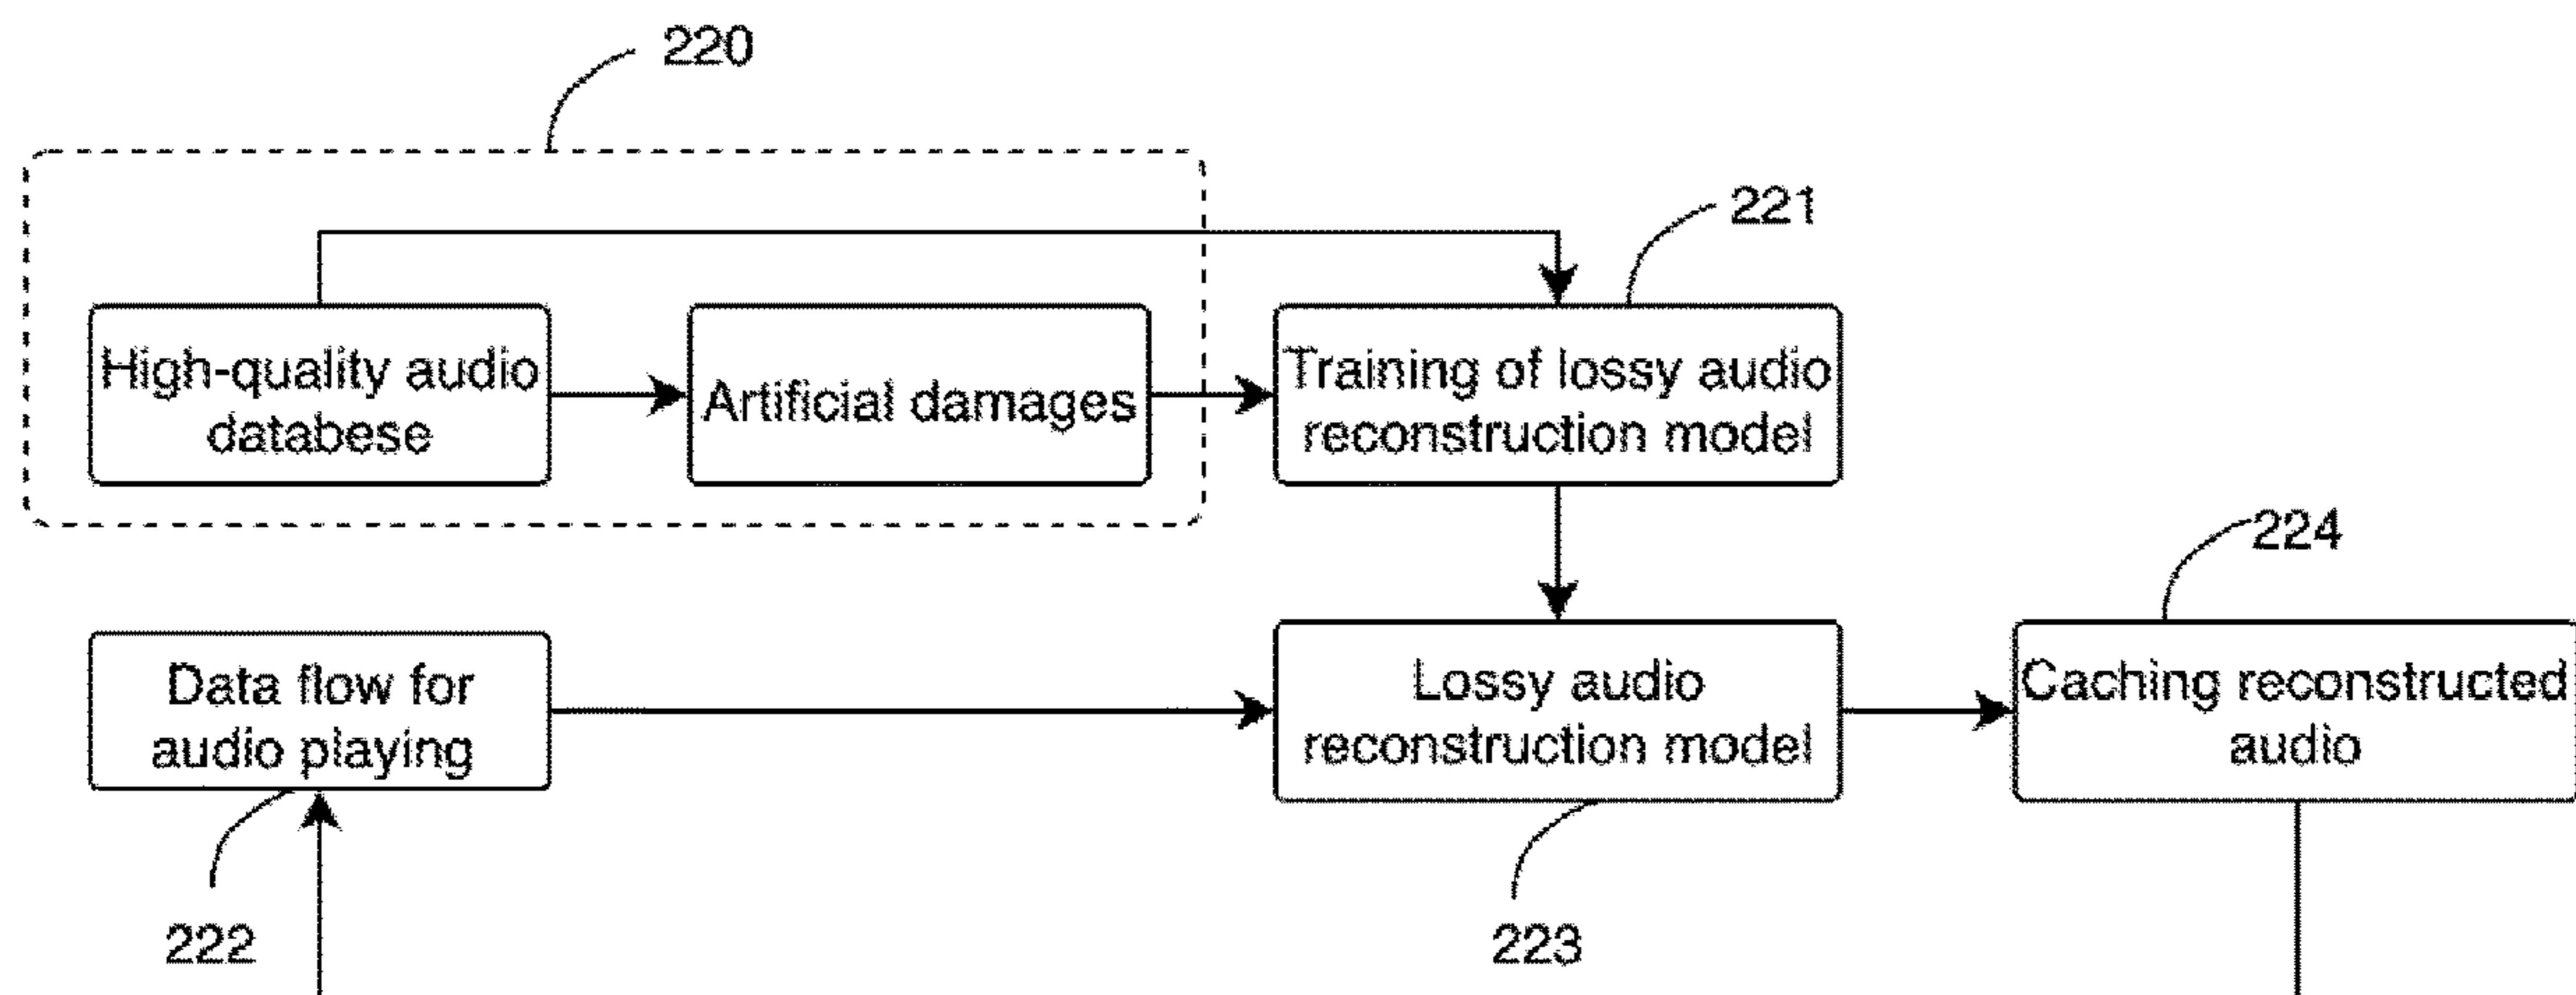 220
221
High-quality audio
databese
Artificial damages
Training of lossy audio
reconstruction model
224
Data flow for
audio playing
Lossy audio
reconstruction model
Caching reconstructed
audio
222
223